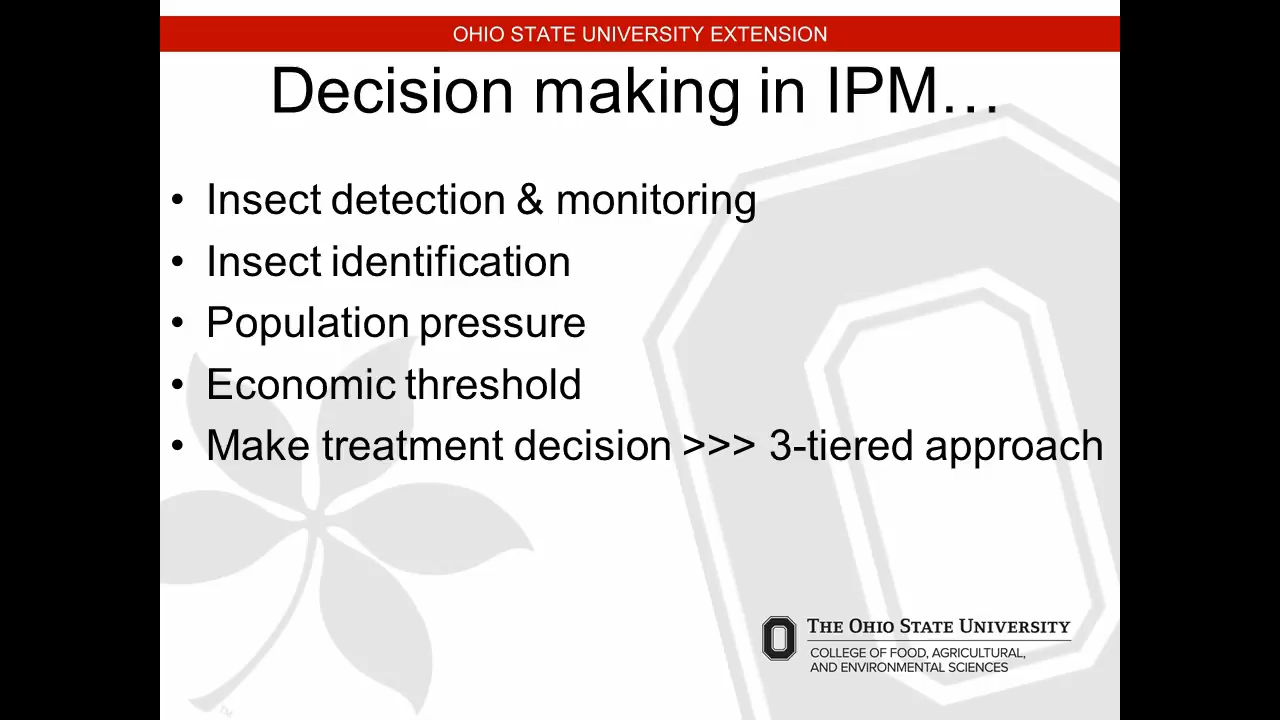 OHIO STATE UNIVERSITY EXTENSION
Decision making in IPM…
• Insect detection & monitoring
• Insect identification
• Population pressure
• Economic threshold
• Make treatment decision >>> 3-tiered approach
THE OHIO STATE UNIVERSITY
COLLEGE OF FOOD, AGRICULTURAL,
AND ENVIRONMENTAL SCIENCES
TM